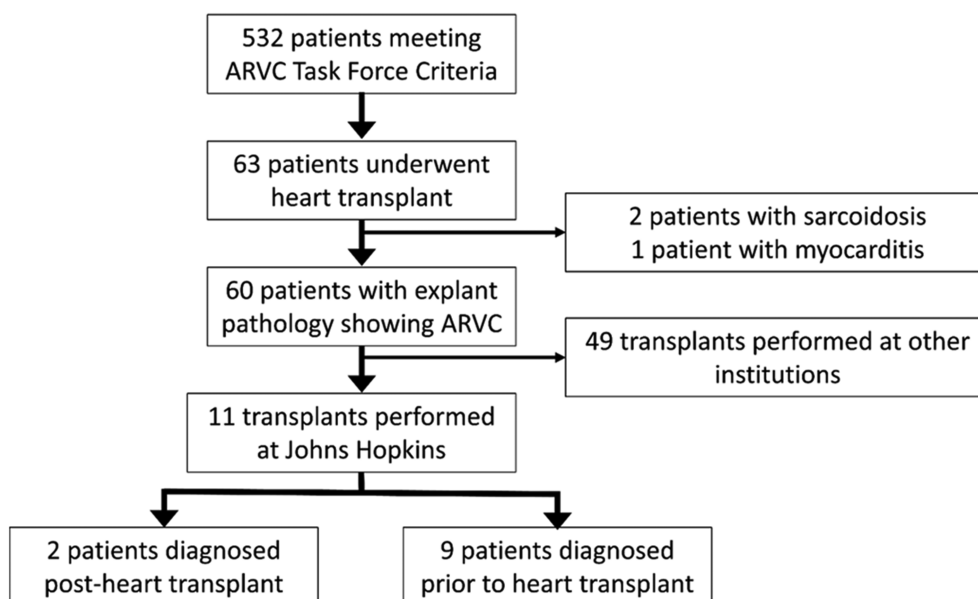 532 patients meeting
ARVC Task Force Criteria
63 patients underwent
heart transplant
2 patients with sarcoidosis
1 patient with myocarditis
60 patients with explant
pathology showing ARVC
49 transplants performed at other
institutions
11 transplants performed
at Johns Hopkins
2 patients diagnosed
post-heart transplant
9 patients diagnosed
prior to heart transplant